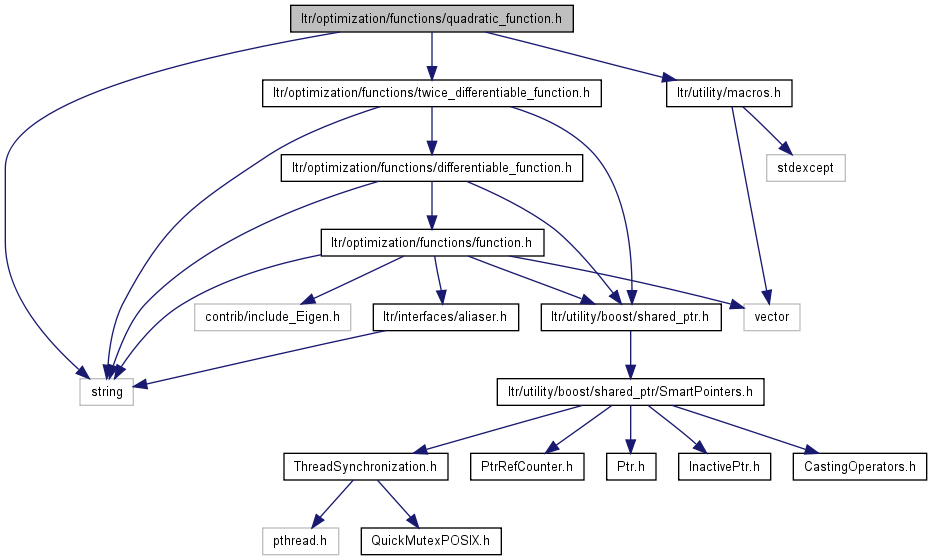 ltr/optimization/functions/quadratic_function.h
ltr/optimization/functions/twice_differentiable_function.h
ltr/utility/macros.h
ltr/optimization/functions/differentiable_function.h
stdexcept
ltr/optimization/functions/function.h
contrib/include_Eigen.h
ltr/interfaces/aliaser.h
ltr/utility/boost/shared_ptr.h
vector
string
ltr/utility/boost/shared_ptr/SmartPointers.h
ThreadSynchronization.h
PtrRefCounter.h
Ptr.h
InactivePtr.h
CastingOperators.h
pthread.h
QuickMutexPOSIX.h